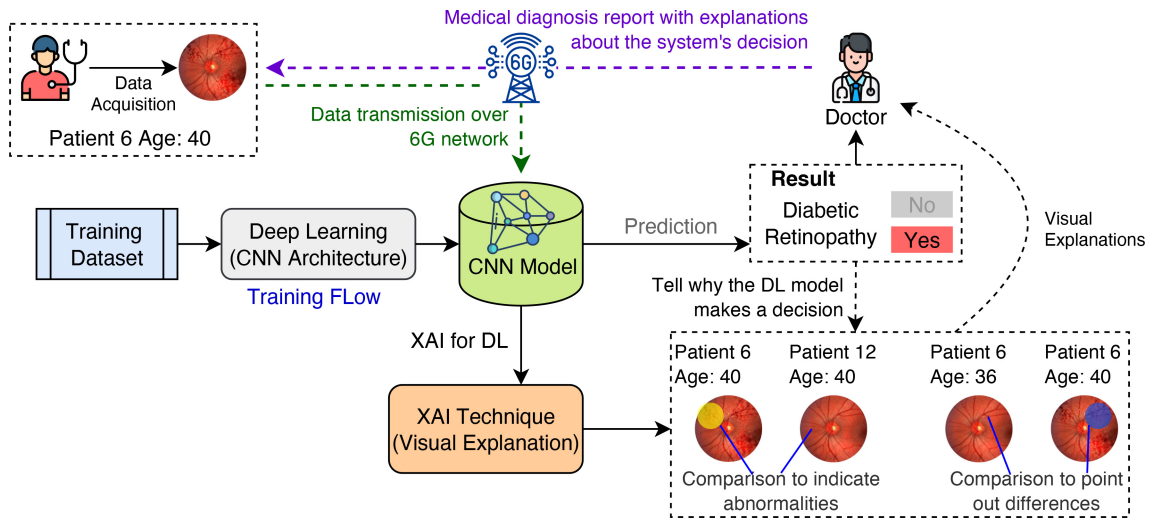 Medical diagnosis report with explanations
about the system's decision
6G
Data
Acquisition
Patient 6 Age: 40
Data transmission over
6G network
Doctor
Training
Dataset
Deep Learning
(CNN Architecture)
Training FLow
CNN Model
Prediction
Result
Diabetic
Retinopathy
No
Yes
Visual
Explanations
Tell why the DL model
makes a decision
XAI for DL
XAI Technique
(Visual Explanation)
Patient 6
Age: 40
Patient 12
Age: 40
Patient 6
Age: 36
Patient 6
Age: 40
Comparison to indicate
abnormalities
Comparison to point
out differences